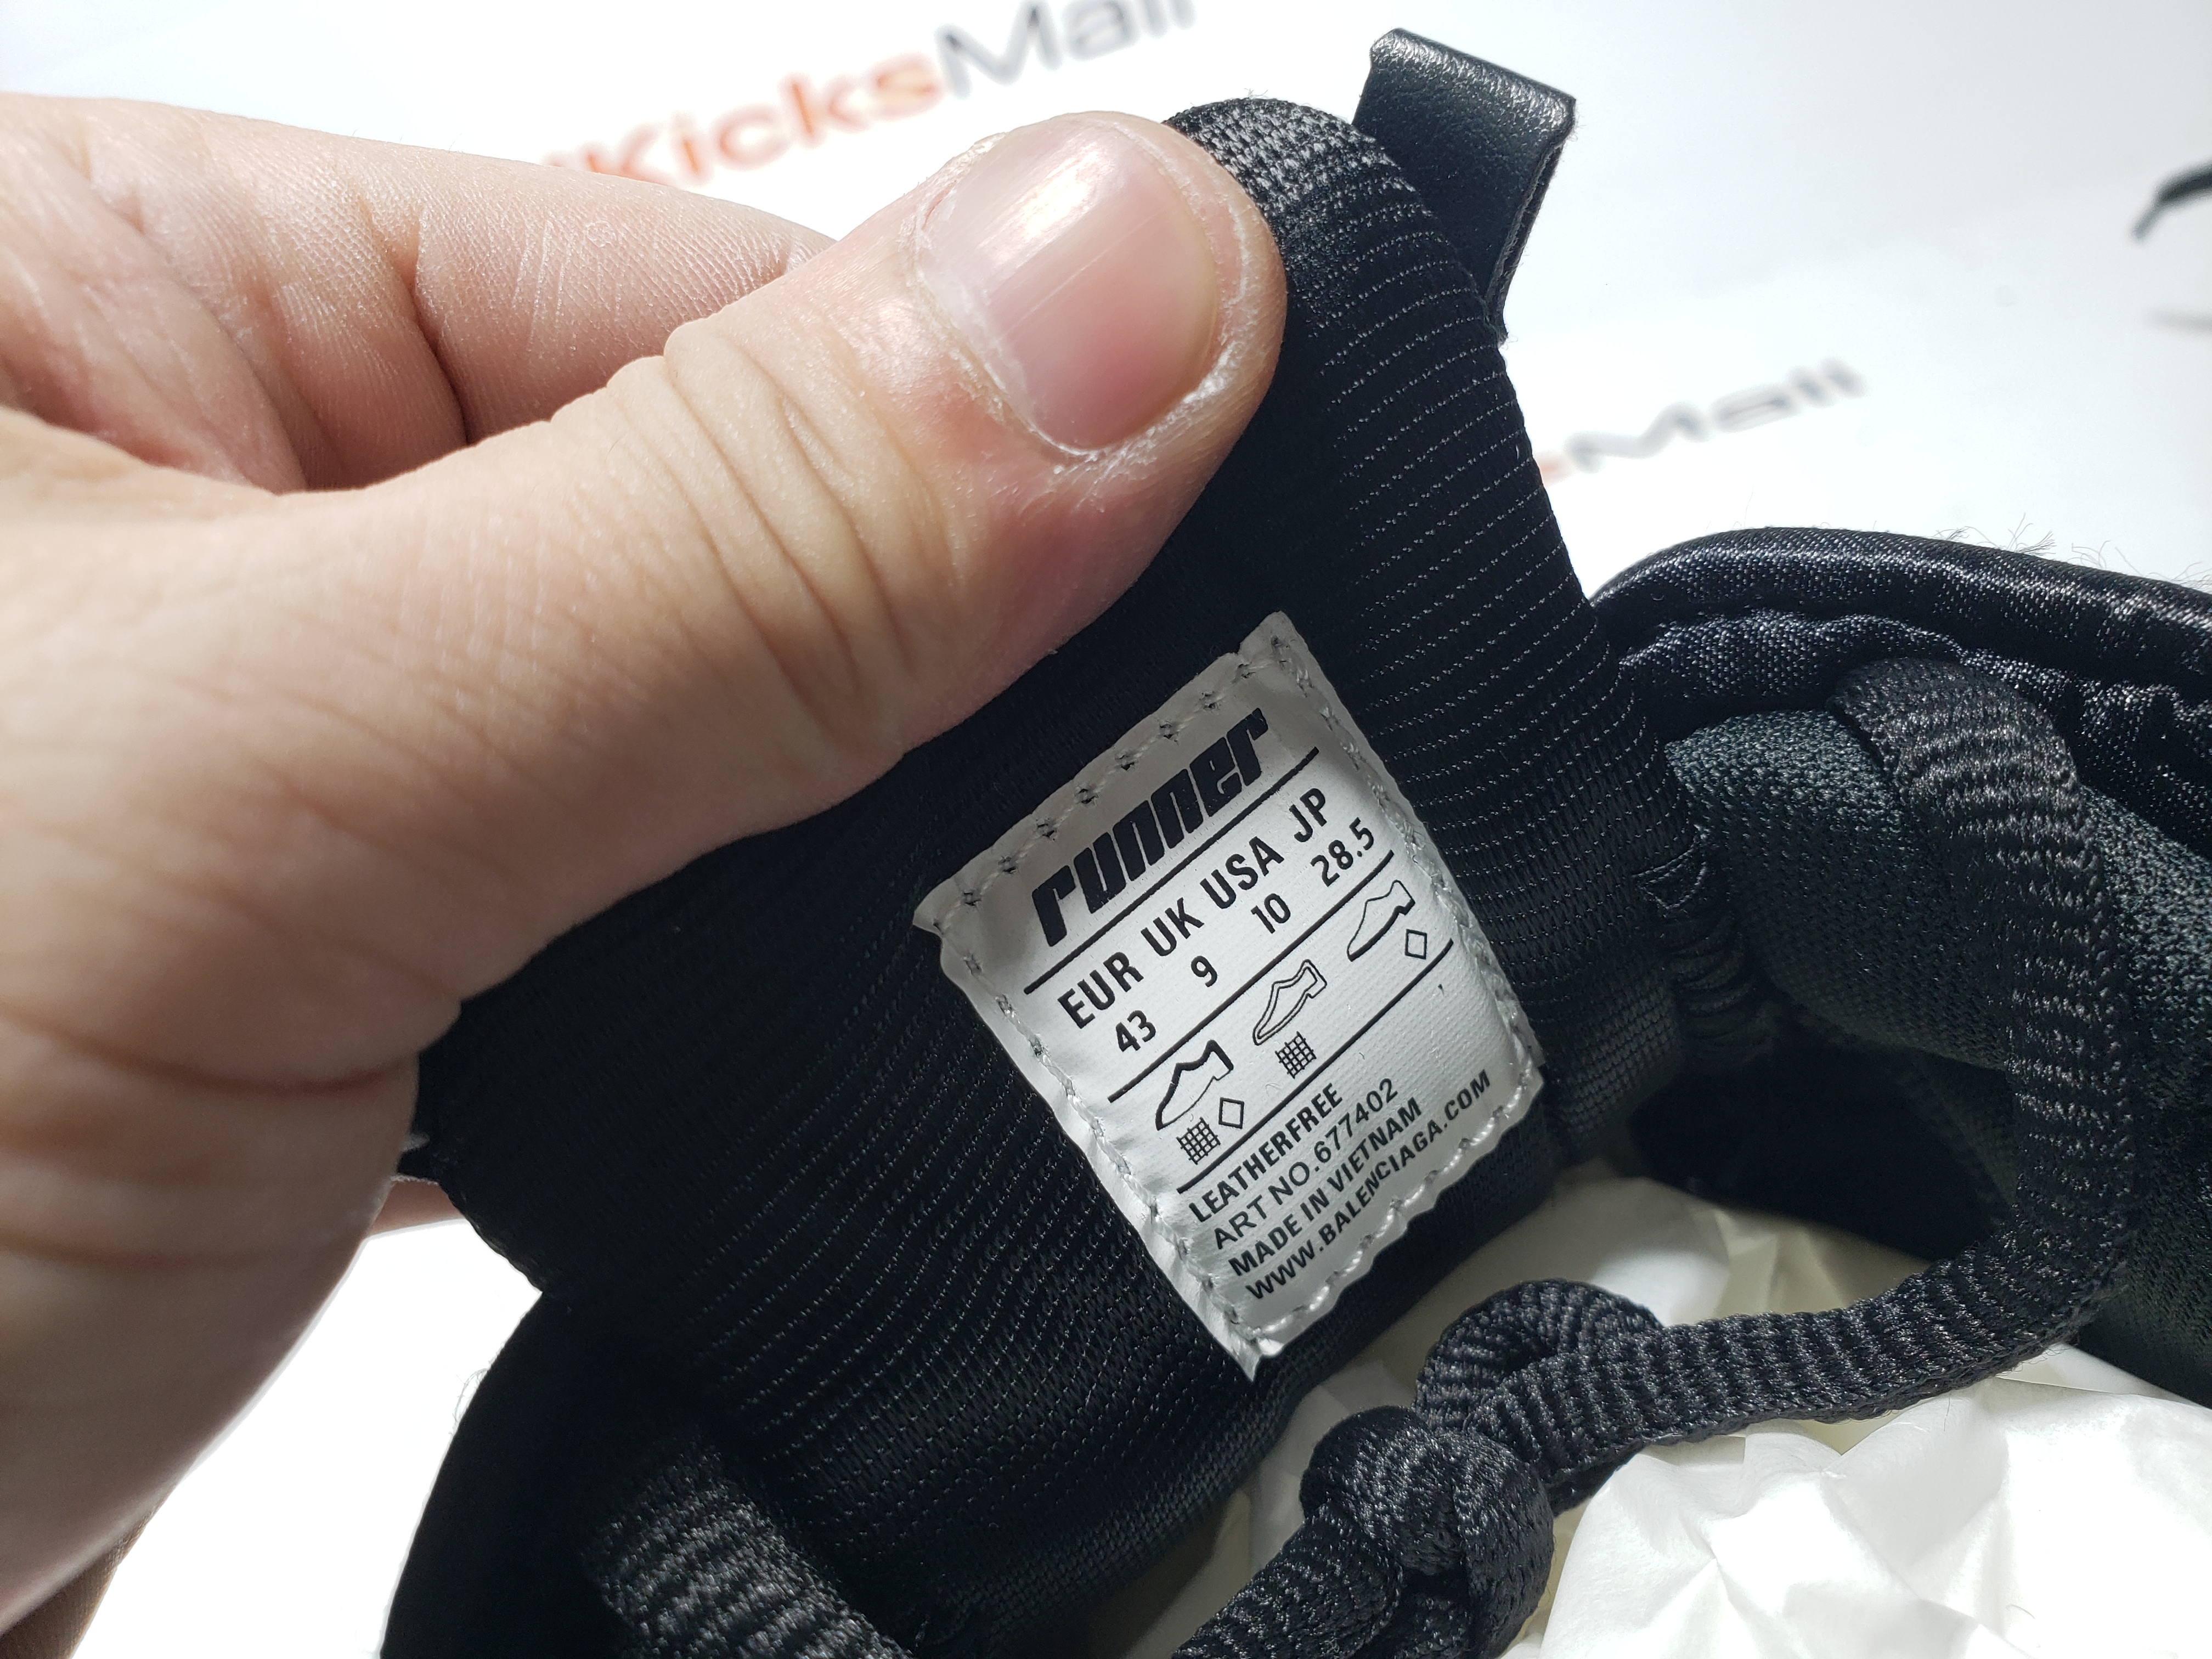 KicksMall
sMall
runner
EUR UK USA JP
43 9 10 28.5
LEATHERFREE
ART NO.677402
MADE IN VIETNAM
WWW.BALENCIAGA.COM